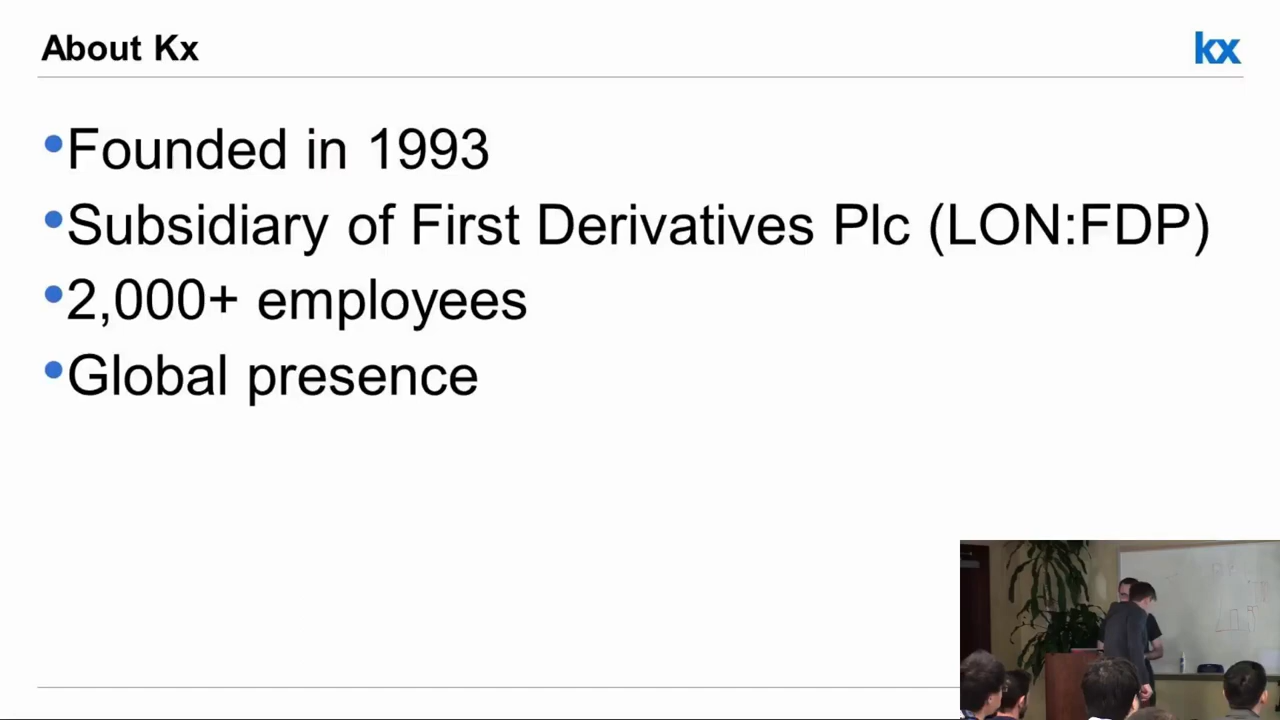 About Kx
kx
•Founded in 1993
•Subsidiary of First Derivatives Plc (LON:FDP)
•2,000+ employees
•Global presence